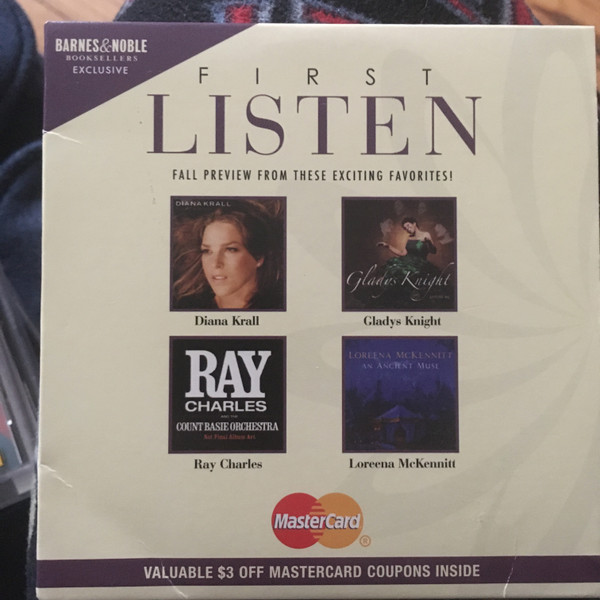 BARNES&NOBLE
BOOKSELLERS
EXCLUSIVE
FIRST
LISTEN
FALL PREVIEW FROM THESE EXCITING FAVORITES!
DIANA KRALL
Gladys Knight
Diana Krall
Gladys Knight
RAY
CHARLES
AND THE
COUNT BASIE ORCHESTRA
LOREENA MCKENNITT
AN ANCIENT MUSE
Ray Charles
Loreena McKennitt
MasterCard
®
VALUABLE $3 OFF MASTERCARD COUPONS INSIDE